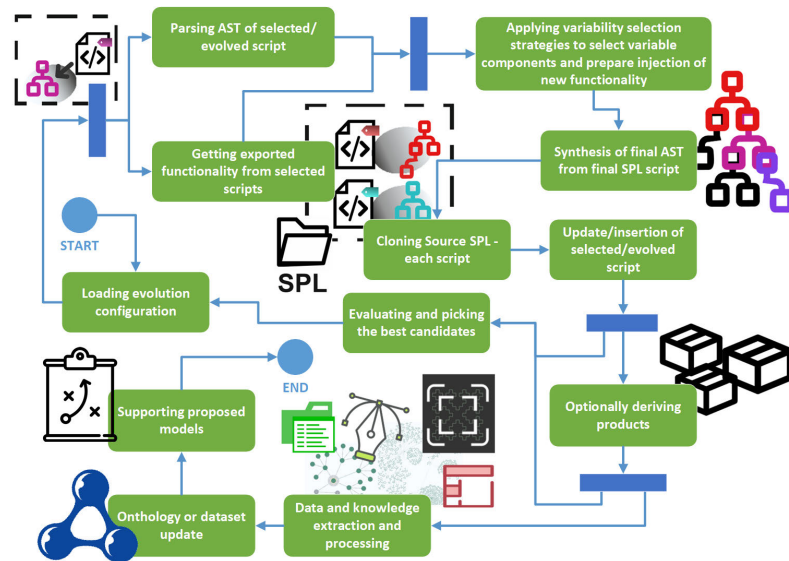 Parsing AST of selected/
evolved script
Applying variability selection
strategies to select variable
components and prepare injection of
new functionality
Getting exported
functionality from selected
scripts
Synthesis of final AST
from final SPL script
START
SPL
Cloning Source SPL -
each script
Update/insertion of
selected/evolved
script
Loading evolution
configuration
Evaluating and picking
the best candidates
END
Supporting proposed
models
Optionally deriving
products
Onthology or dataset
update
Data and knowledge
extraction and
processing